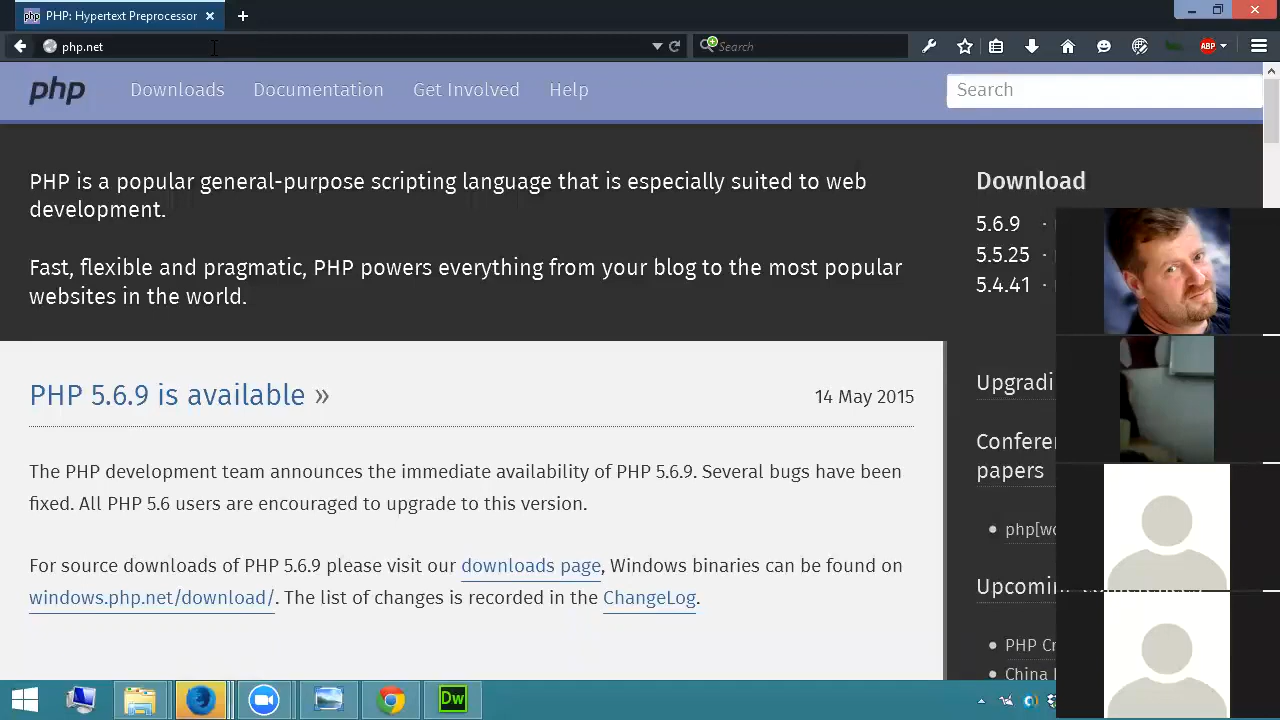 PHP: Hypertext Preprocessor
php.net
Search
php
Downloads
Documentation
Get Involved
Help
Search
PHP is a popular general-purpose scripting language that is especially suited to web
development.
Fast, flexible and pragmatic, PHP powers everything from your blog to the most popular
websites in the world.
Download
5.6.9 ·
5.5.25 ·
5.4.41 ·
PHP 5.6.9 is available »
14 May 2015
The PHP development team announces the immediate availability of PHP 5.6.9. Several bugs have been
fixed. All PHP 5.6 users are encouraged to upgrade to this version.
For source downloads of PHP 5.6.9 please visit our downloads page, Windows binaries can be found on
windows.php.net/download/. The list of changes is recorded in the ChangeLog.
papers
PHP
China
ABP
Dw